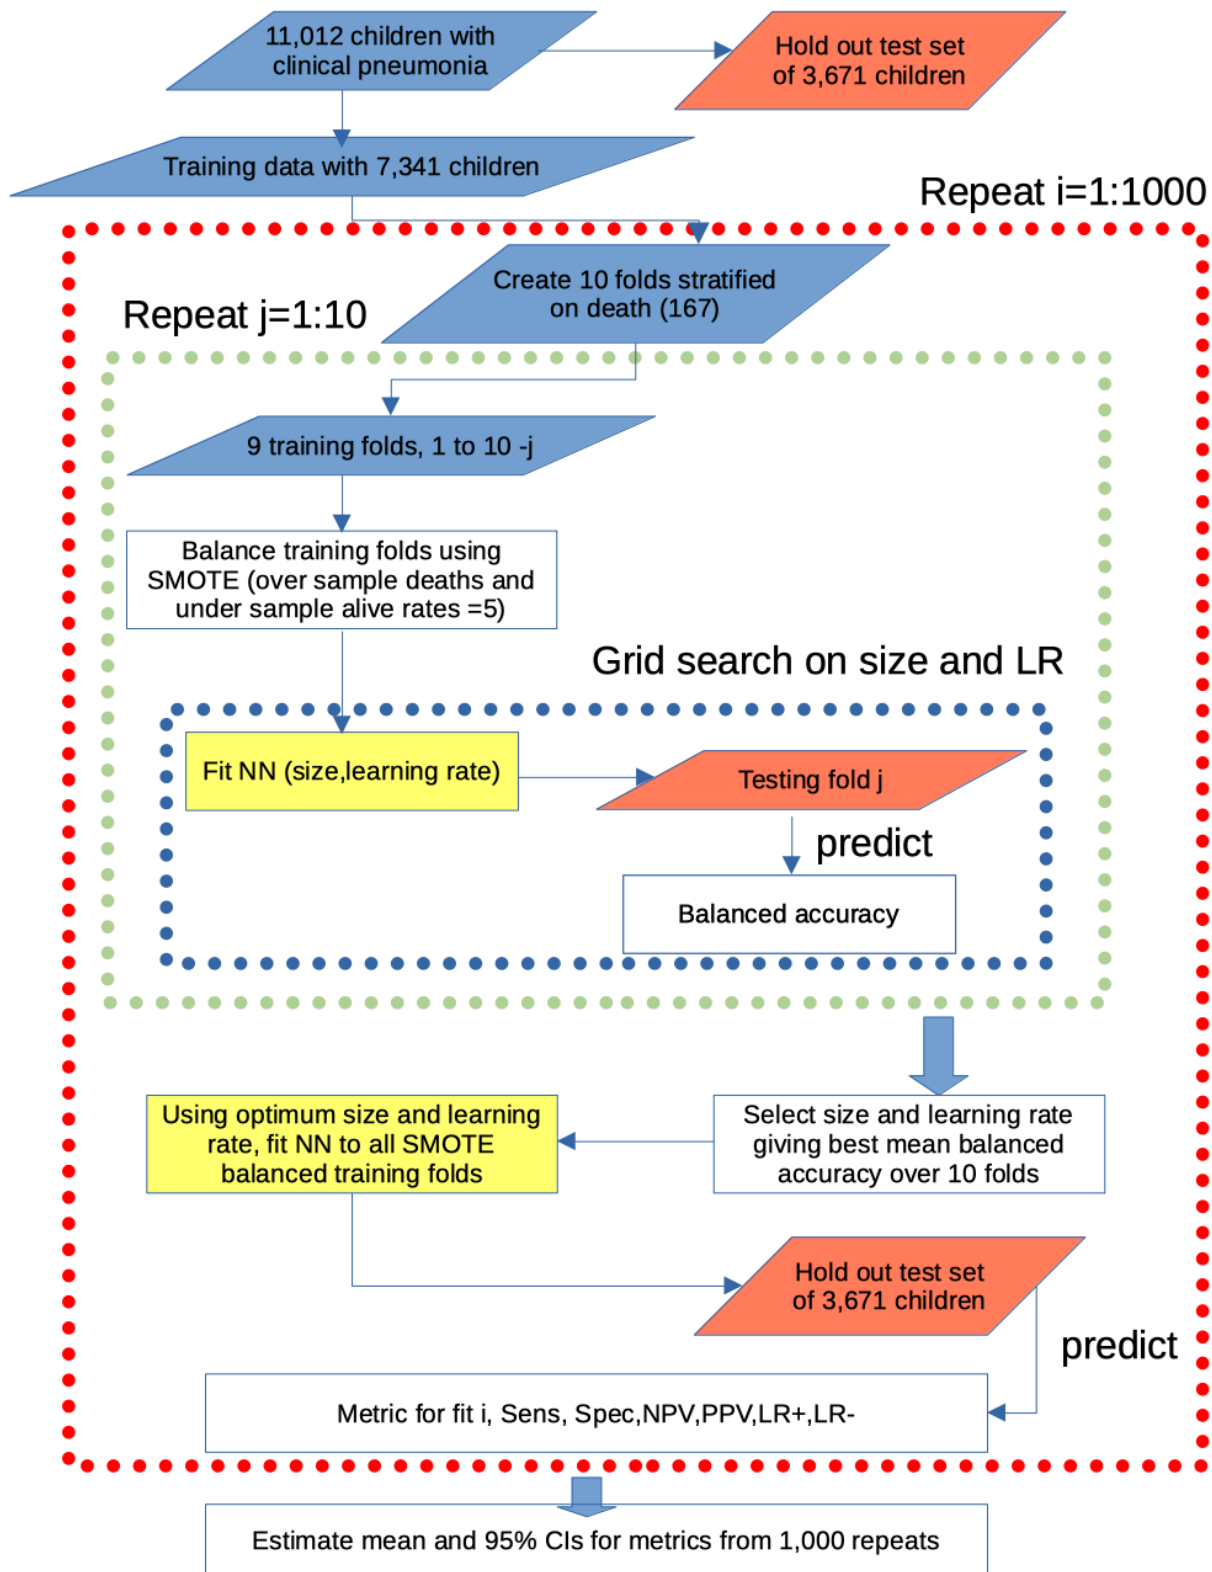 11,012 children with
clinical pneumonia
Hold out test set
of 3,671 children
Training data with 7,341 children
Repeat i=1:1000
Create 10 folds stratified
on death (167)
Repeat j=1:10
9 training folds, 1 to 10 -j
Balance training folds using
SMOTE (over sample deaths and
under sample alive rates =5)
Grid search on size and LR
Fit NN (size,learning rate)
Testing fold j
predict
Balanced accuracy
Using optimum size and learning
rate, fit NN to all SMOTE
balanced training folds
Select size and learning rate
giving best mean balanced
accuracy over 10 folds
Hold out test set
of 3,671 children
predict
Metric for fit i, Sens, Spec,NPV,PPV,LR+,LR-
Estimate mean and 95% CIs for metrics from 1,000 repeats